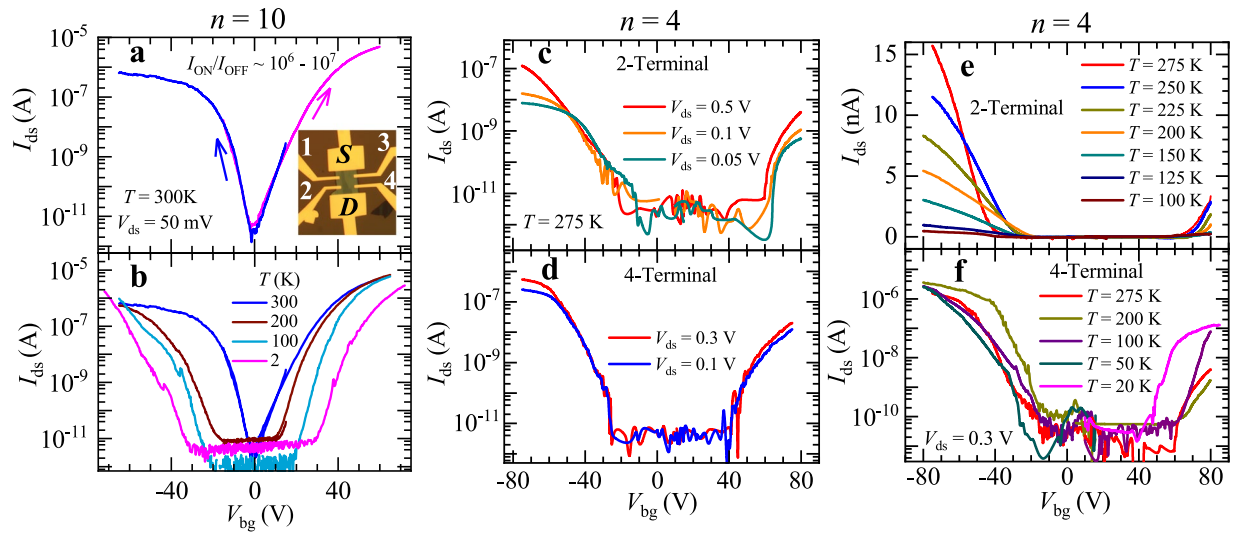 n = 10
n = 4
n = 4
a
I_ON/I_OFF ~ 10^6 - 10^7
T = 300K
V_ds = 50 mV
1
S
3
2
D
4
I_ds (A)
10^-5
10^-7
10^-9
10^-11
b
T (K)
300
200
100
2
I_ds (A)
10^-5
10^-7
10^-9
10^-11
-40
0
40
V_bg (V)
c
2-Terminal
V_ds = 0.5 V
V_ds = 0.1 V
V_ds = 0.05 V
T = 275 K
I_ds (A)
10^-7
10^-9
10^-11
d
4-Terminal
V_ds = 0.3 V
V_ds = 0.1 V
I_ds (A)
10^-7
10^-9
10^-11
-80
-40
0
40
80
V_bg (V)
e
2-Terminal
T = 275 K
T = 250 K
T = 225 K
T = 200 K
T = 150 K
T = 125 K
T = 100 K
I_ds (nA)
15
10
5
0
f
4-Terminal
T = 275 K
T = 200 K
T = 100 K
T = 50 K
T = 20 K
V_ds = 0.3 V
I_ds (A)
10^-6
10^-8
10^-10
-80
-40
0
40
80
V_bg (V)